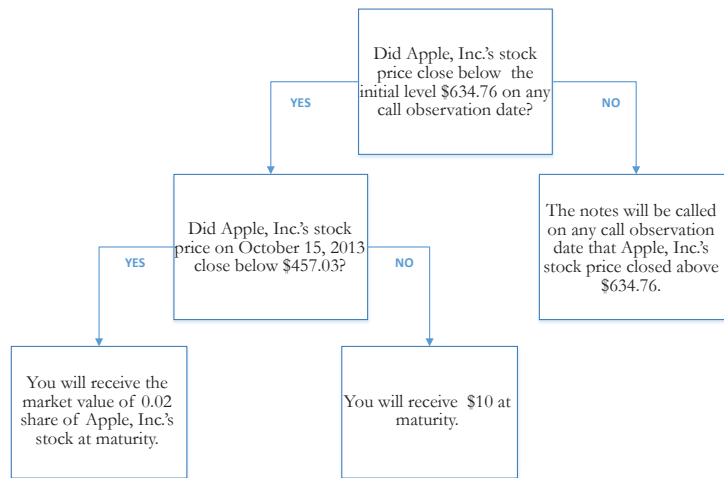 Did Apple, Inc.'s stock
price close below the
initial level $634.76 on any
call observation date?
YES
NO
Did Apple, Inc.'s stock
price on October 15, 2013
close below $457.03?
The notes will be called
on any call observation
date that Apple, Inc.'s
stock price closed above
$634.76.
YES
NO
You will receive the
market value of 0.02
share of Apple, Inc.'s
stock at maturity.
You will receive $10 at
maturity.